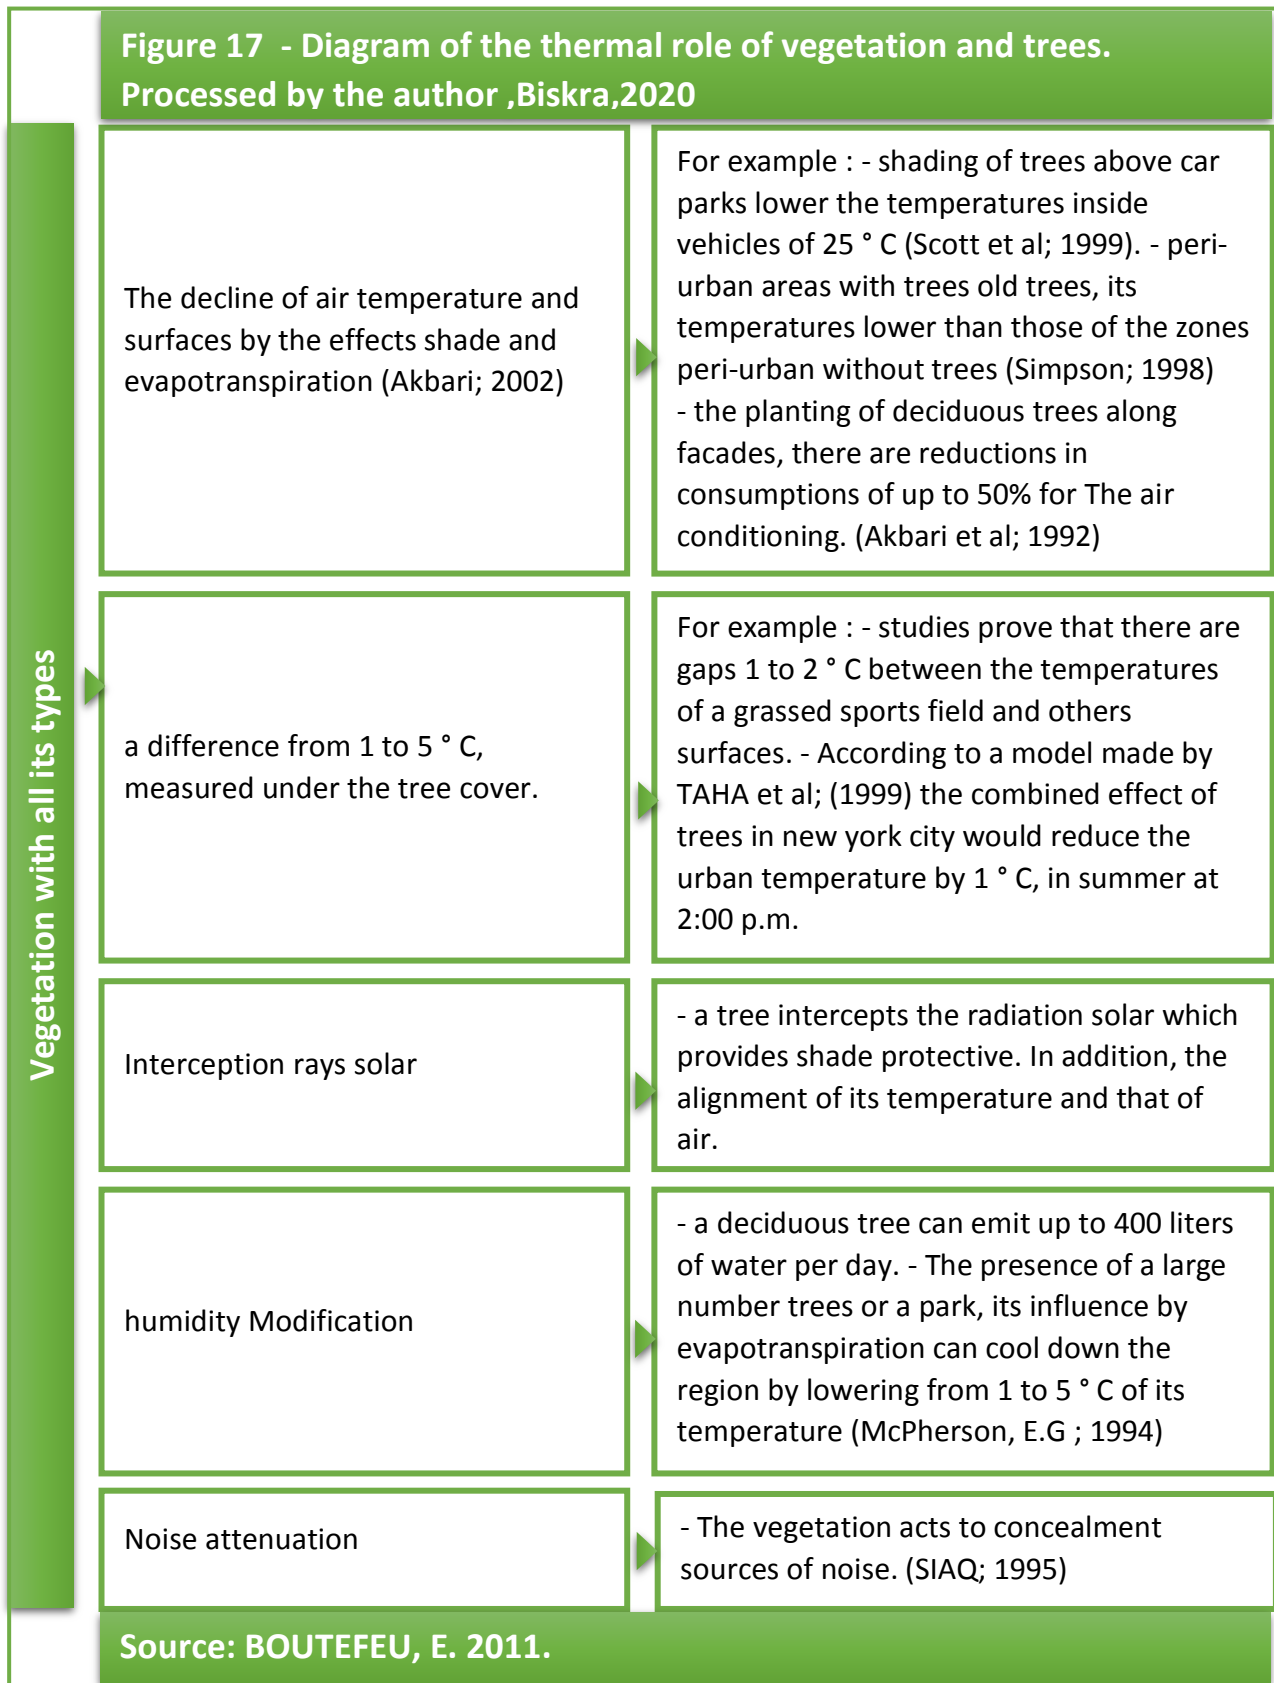 Figure 17 - Diagram of the thermal role of vegetation and trees.
Processed by the author ,Biskra,2020
Vegetation with all its types
The decline of air temperature and
surfaces by the effects shade and
evapotranspiration (Akbari; 2002)
For example : - shading of trees above car
parks lower the temperatures inside
vehicles of 25 ° C (Scott et al; 1999). - peri-
urban areas with trees old trees, its
temperatures lower than those of the zones
peri-urban without trees (Simpson; 1998)
- the planting of deciduous trees along
facades, there are reductions in
consumptions of up to 50% for The air
conditioning. (Akbari et al; 1992)
a difference from 1 to 5 ° C,
measured under the tree cover.
For example : - studies prove that there are
gaps 1 to 2 ° C between the temperatures
of a grassed sports field and others
surfaces. - According to a model made by
TAHA et al; (1999) the combined effect of
trees in new york city would reduce the
urban temperature by 1 ° C, in summer at
2:00 p.m.
Interception rays solar
- a tree intercepts the radiation solar which
provides shade protective. In addition, the
alignment of its temperature and that of
air.
humidity Modification
- a deciduous tree can emit up to 400 liters
of water per day. - The presence of a large
number trees or a park, its influence by
evapotranspiration can cool down the
region by lowering from 1 to 5 ° C of its
temperature (McPherson, E.G ; 1994)
Noise attenuation
- The vegetation acts to concealment
sources of noise. (SIAQ; 1995)
Source: BOUTEFEU, E. 2011.